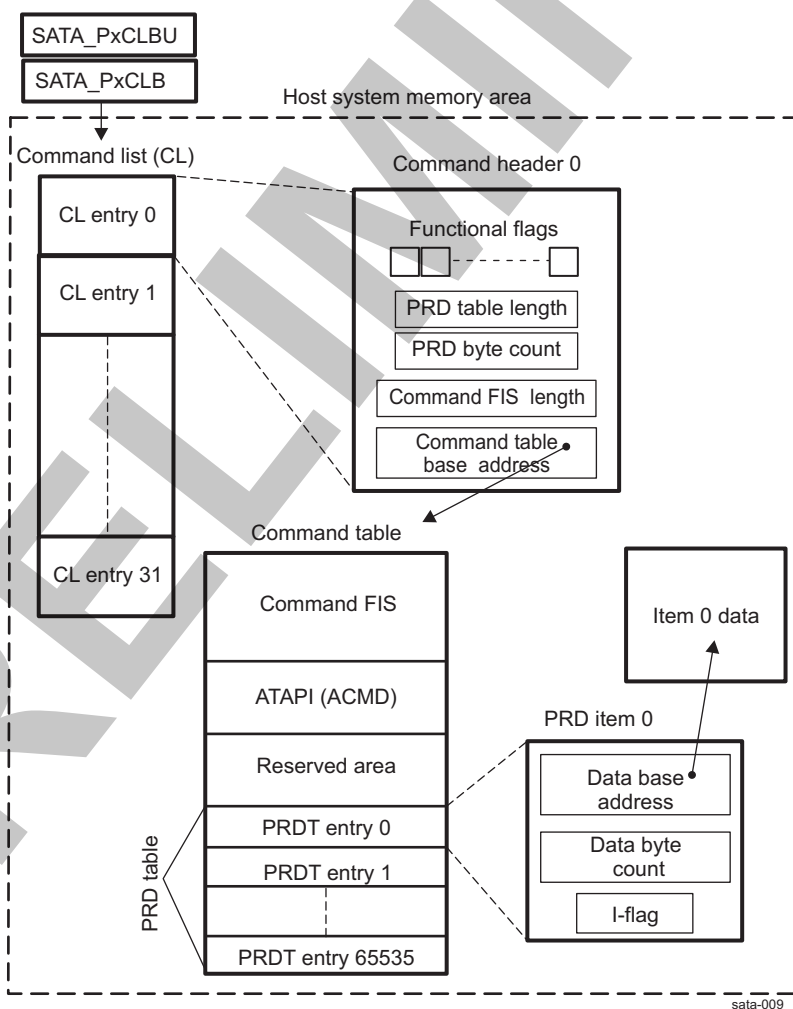 SATA_PxCLBU
SATA_PxCLB
Host system memory area
Command list (CL)
Command header 0
CL entry 0
Functional flags
CL entry 1
PRD table length
PRD byte count
Command FIS length
Command table
base address
Command table
CL entry 31
Command FIS
Item 0 data
ATAPI (ACMD)
PRD item 0
Reserved area
Data base
address
PRD table
PRDT entry 0
PRDT entry 1
Data byte
count
I-flag
PRDT entry 65535
sata-009